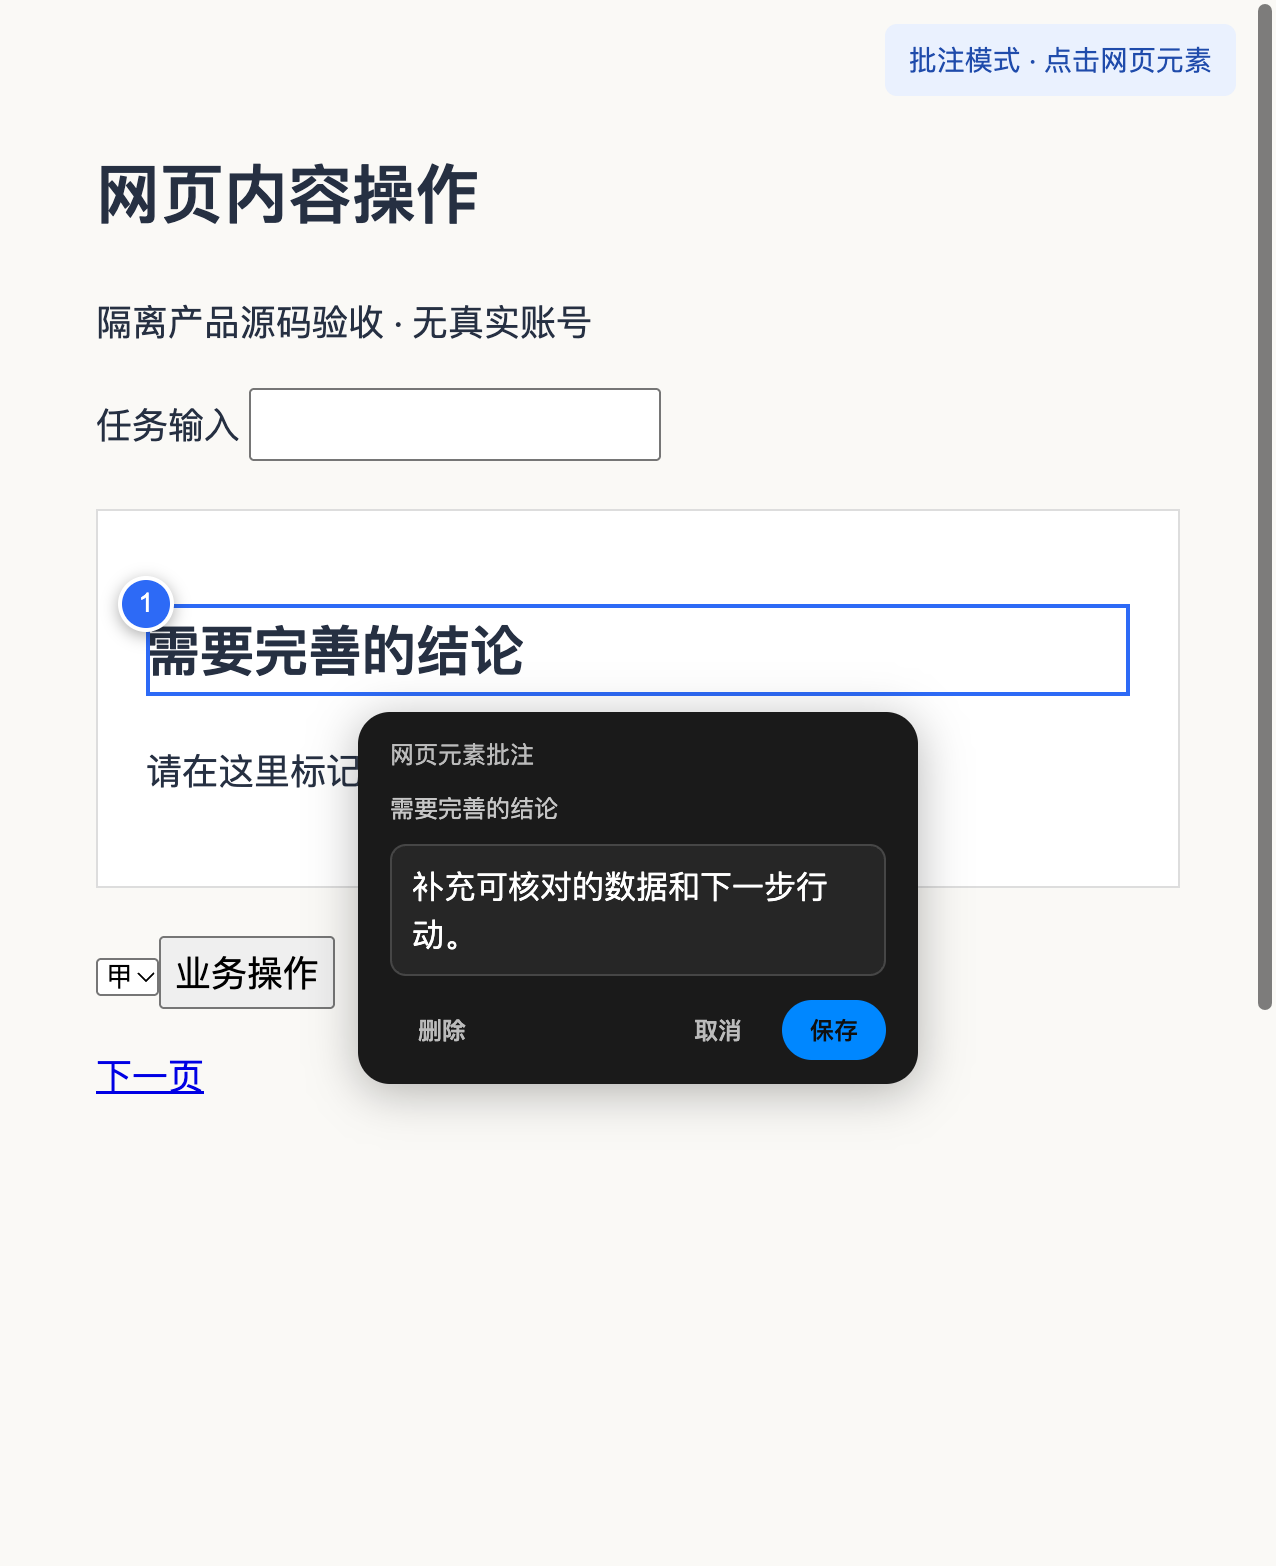 批注模式 · 点击网页元素
网页内容操作
隔离产品源码验收 · 无真实账号
任务输入
1
需要完善的结论
请在这里标记
网页元素批注
需要完善的结论
补充可核对的数据和下一步行
动。
删除 取消 保存
甲 业务操作
下一页